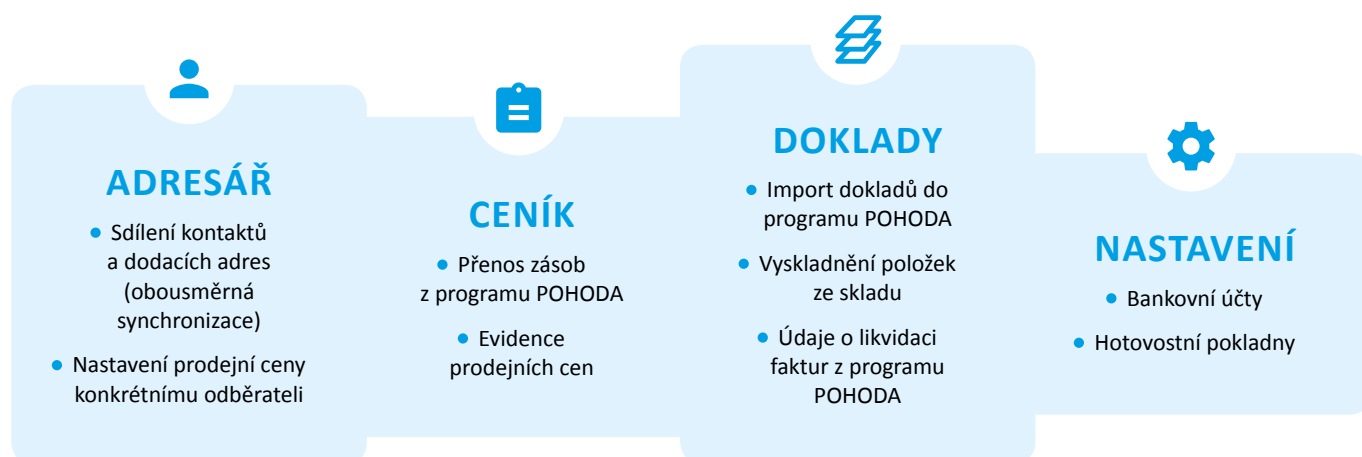 ADRESÁŘ
• Sdílení kontaktů
a dodacích adres
(obousměrná
synchronizace)
• Nastavení prodejní ceny
konkrétnímu odběrateli
CENÍK
• Přenos zásob
z programu POHODA
• Evidence
prodejních cen
DOKLADY
• Import dokladů do
programu POHODA
• Vyskladnění položek
ze skladu
• Údaje o likvidaci
faktur z programu
POHODA
NASTAVENÍ
• Bankovní účty
• Hotovostní pokladny